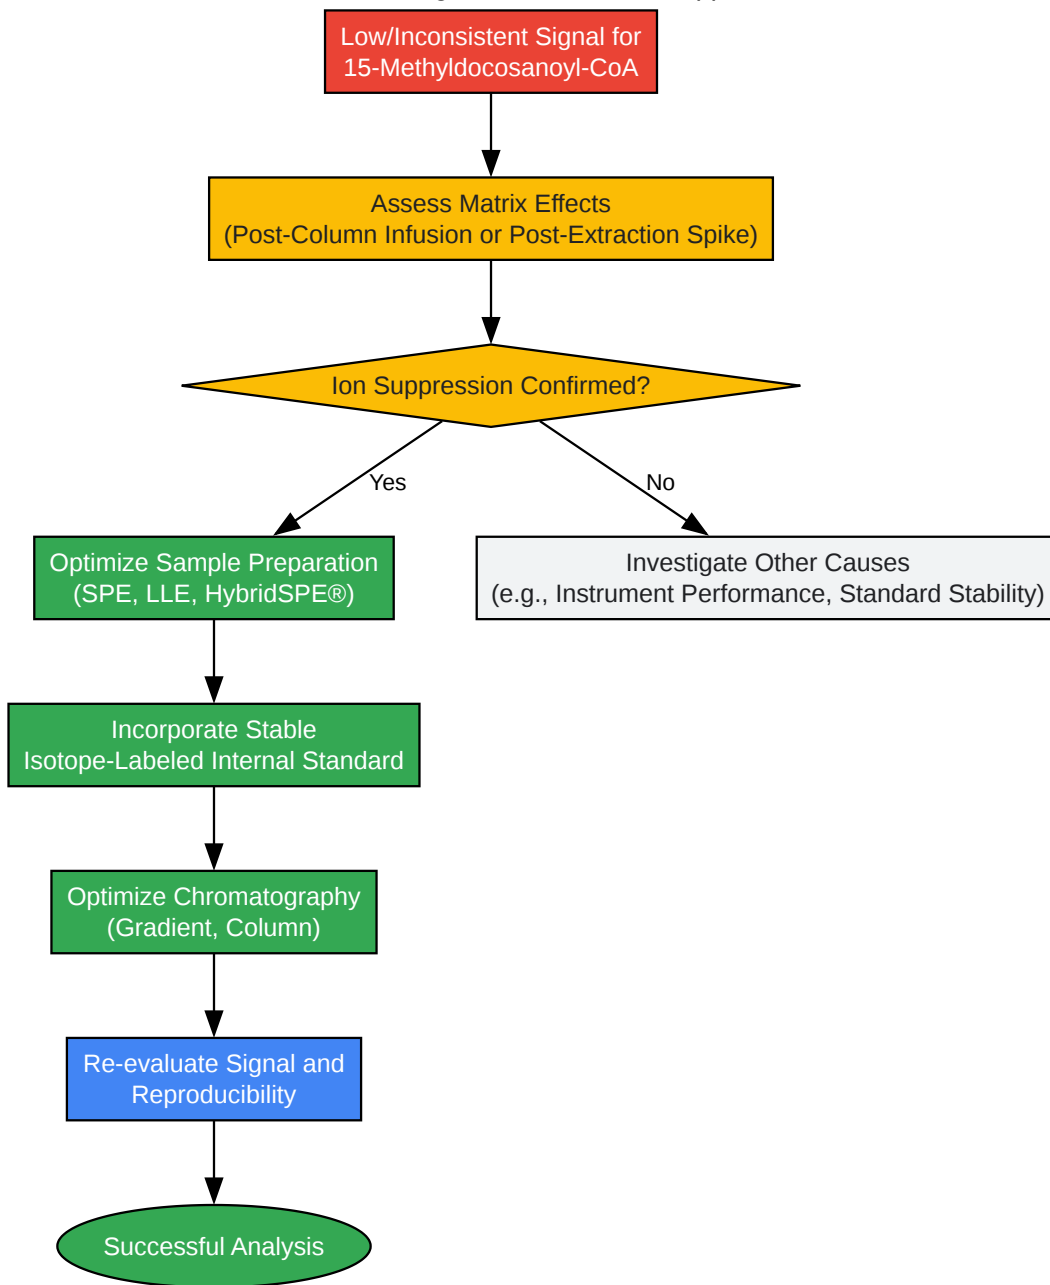 Low/Inconsistent Signal for
15-Methyldocosanoyl-CoA
Assess Matrix Effects
(Post-Column Infusion or Post-Extraction Spike)
Ion Suppression Confirmed?
Yes
No
Optimize Sample Preparation
(SPE, LLE, HybridSPE®)
Investigate Other Causes
(e.g., Instrument Performance, Standard Stability)
Incorporate Stable
Isotope-Labeled Internal Standard
Optimize Chromatography
(Gradient, Column)
Re-evaluate Signal and
Reproducibility
Successful Analysis